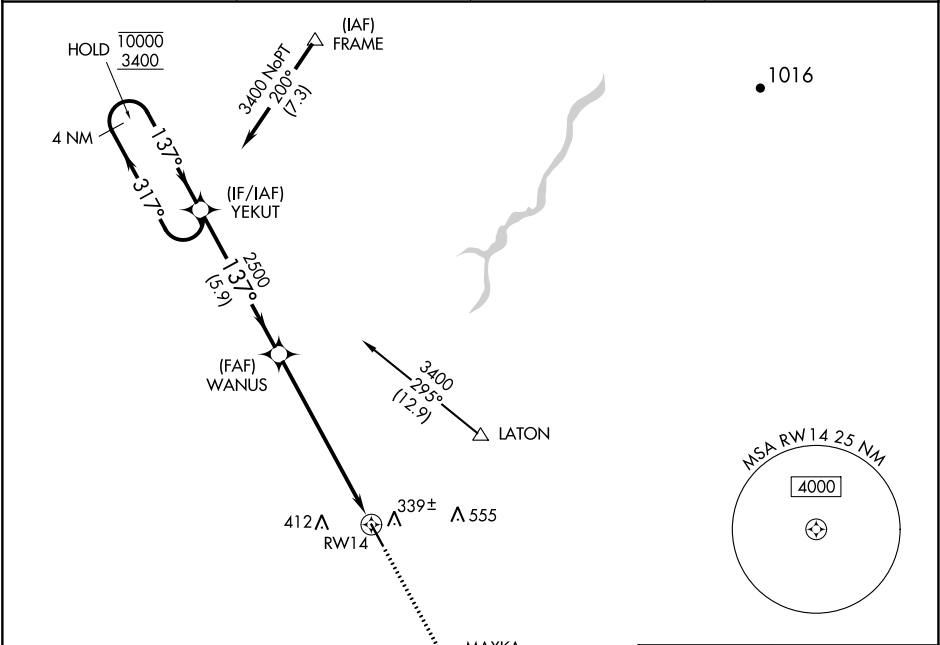 (IAF)
FRAME
HOLD
10000
3400
3400 NoPT
200°
(7.3)
1016
4 NM
137°
317°
(IF/IAF)
YEKUT
2500
137°
(5.9)
(FAF)
WANUS
3400
295°
(12.9)
LATON
MSA RW14 25 NM
4000
412
339±
555
RW14